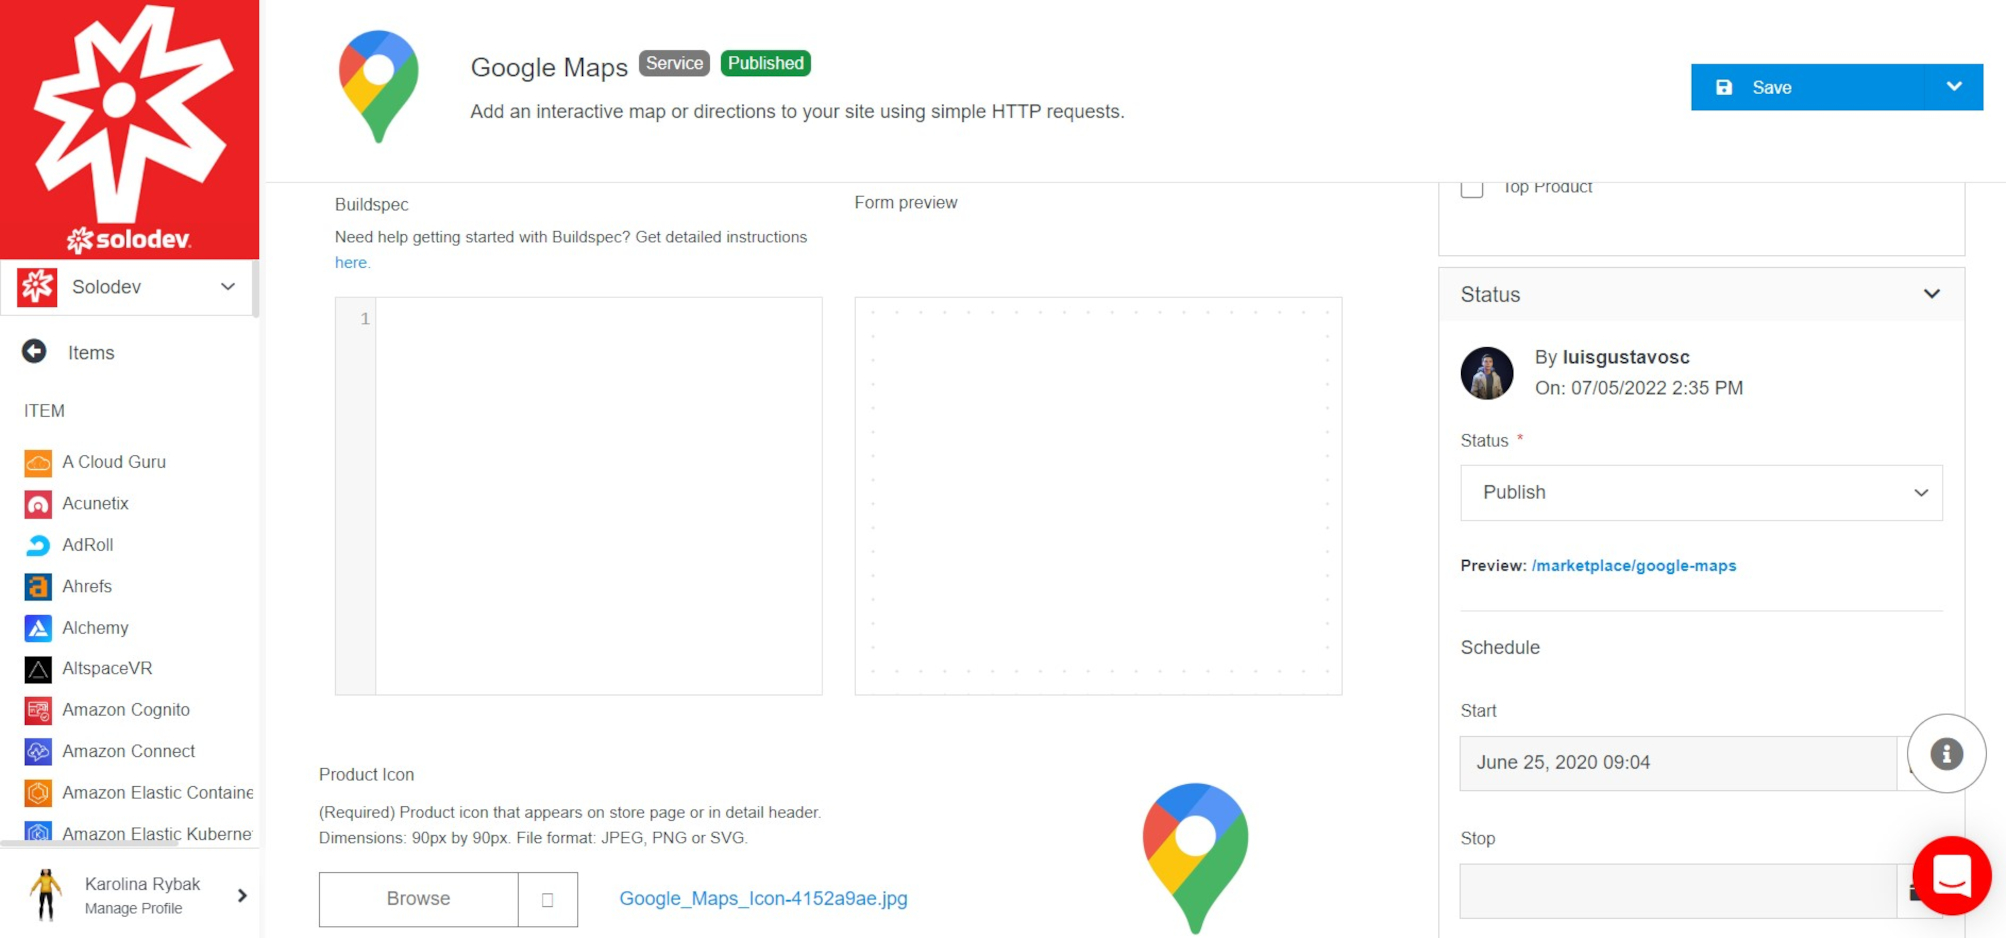 solodev
Solodev
Items
ITEM
A Cloud Guru
Acunetix
AdRoll
Ahrefs
Alchemy
AltspaceVR
Amazon Cognito
Amazon Connect
Amazon Elastic Containe
Amazon Elastic Kuberne
Karolina Rybak
Manage Profile
Google Maps Service Published
Add an interactive map or directions to your site using simple HTTP requests.
Save
Buildspec
Need help getting started with Buildspec? Get detailed instructions
here.
1
Form preview
Product Icon
(Required) Product icon that appears on store page or in detail header.
Dimensions: 90px by 90px. File format: JPEG, PNG or SVG.
Browse
Google_Maps_Icon-4152a9ae.jpg
Top Product
Status
By luisgustavosc
On: 07/05/2022 2:35 PM
Status *
Publish
Preview: /marketplace/google-maps
Schedule
Start
June 25, 2020 09:04
Stop